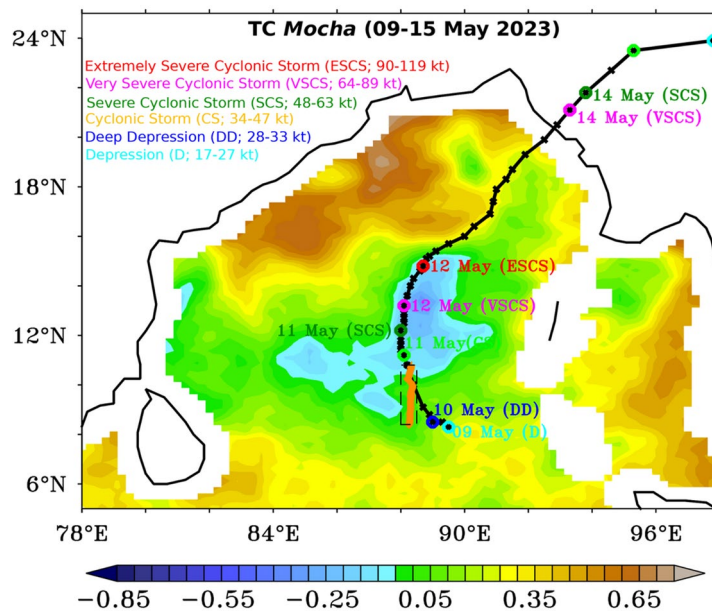 TC Mocha (09-15 May 2023)
24°N
Extremely Severe Cyclonic Storm (ESCS; 90-119 kt)
Very Severe Cyclonic Storm (VSCS; 64-89 kt)
Severe Cyclonic Storm (SCS; 48-63 kt)
Cyclonic Storm (CS; 34-47 kt)
Deep Depression (DD; 28-33 kt)
Depression (D; 17-27 kt)
14 May (SCS)
14 May (VSCS)
18°N
12 May (ESCS)
12 May (VSCS)
12°N
11 May (SCS)
11 May
10 May (DD)
09 May (D)
6°N
78°E 84°E 90°E 96°E
−0.85 −0.55 −0.25 0.05 0.35 0.65